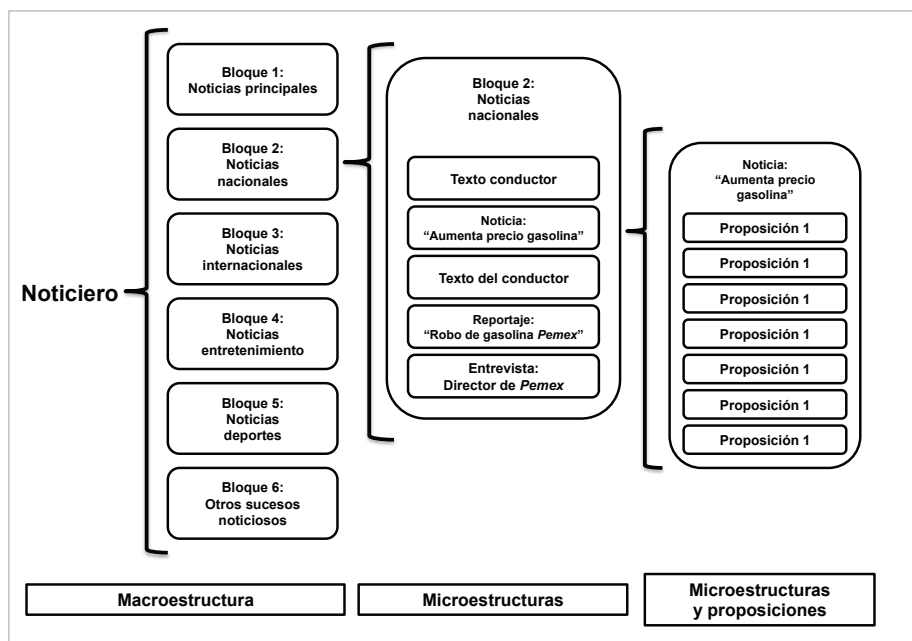 Noticiero
Bloque 1:
Noticias principales
Bloque 2:
Noticias
nacionales
Bloque 3:
Noticias
internacionales
Bloque 4:
Noticias
entretenimiento
Bloque 5:
Noticias
deportes
Bloque 6:
Otros sucesos
noticiosos
Bloque 2:
Noticias
nacionales
Texto conductor
Noticia:
“Aumenta precio gasolina”
Texto del conductor
Reportaje:
“Robo de gasolina Pemex”
Entrevista:
Director de Pemex
Noticia:
“Aumenta precio
gasolina”
Proposición 1
Proposición 1
Proposición 1
Proposición 1
Proposición 1
Proposición 1
Proposición 1
Macroestructura
Microestructuras
Microestructuras
y proposiciones